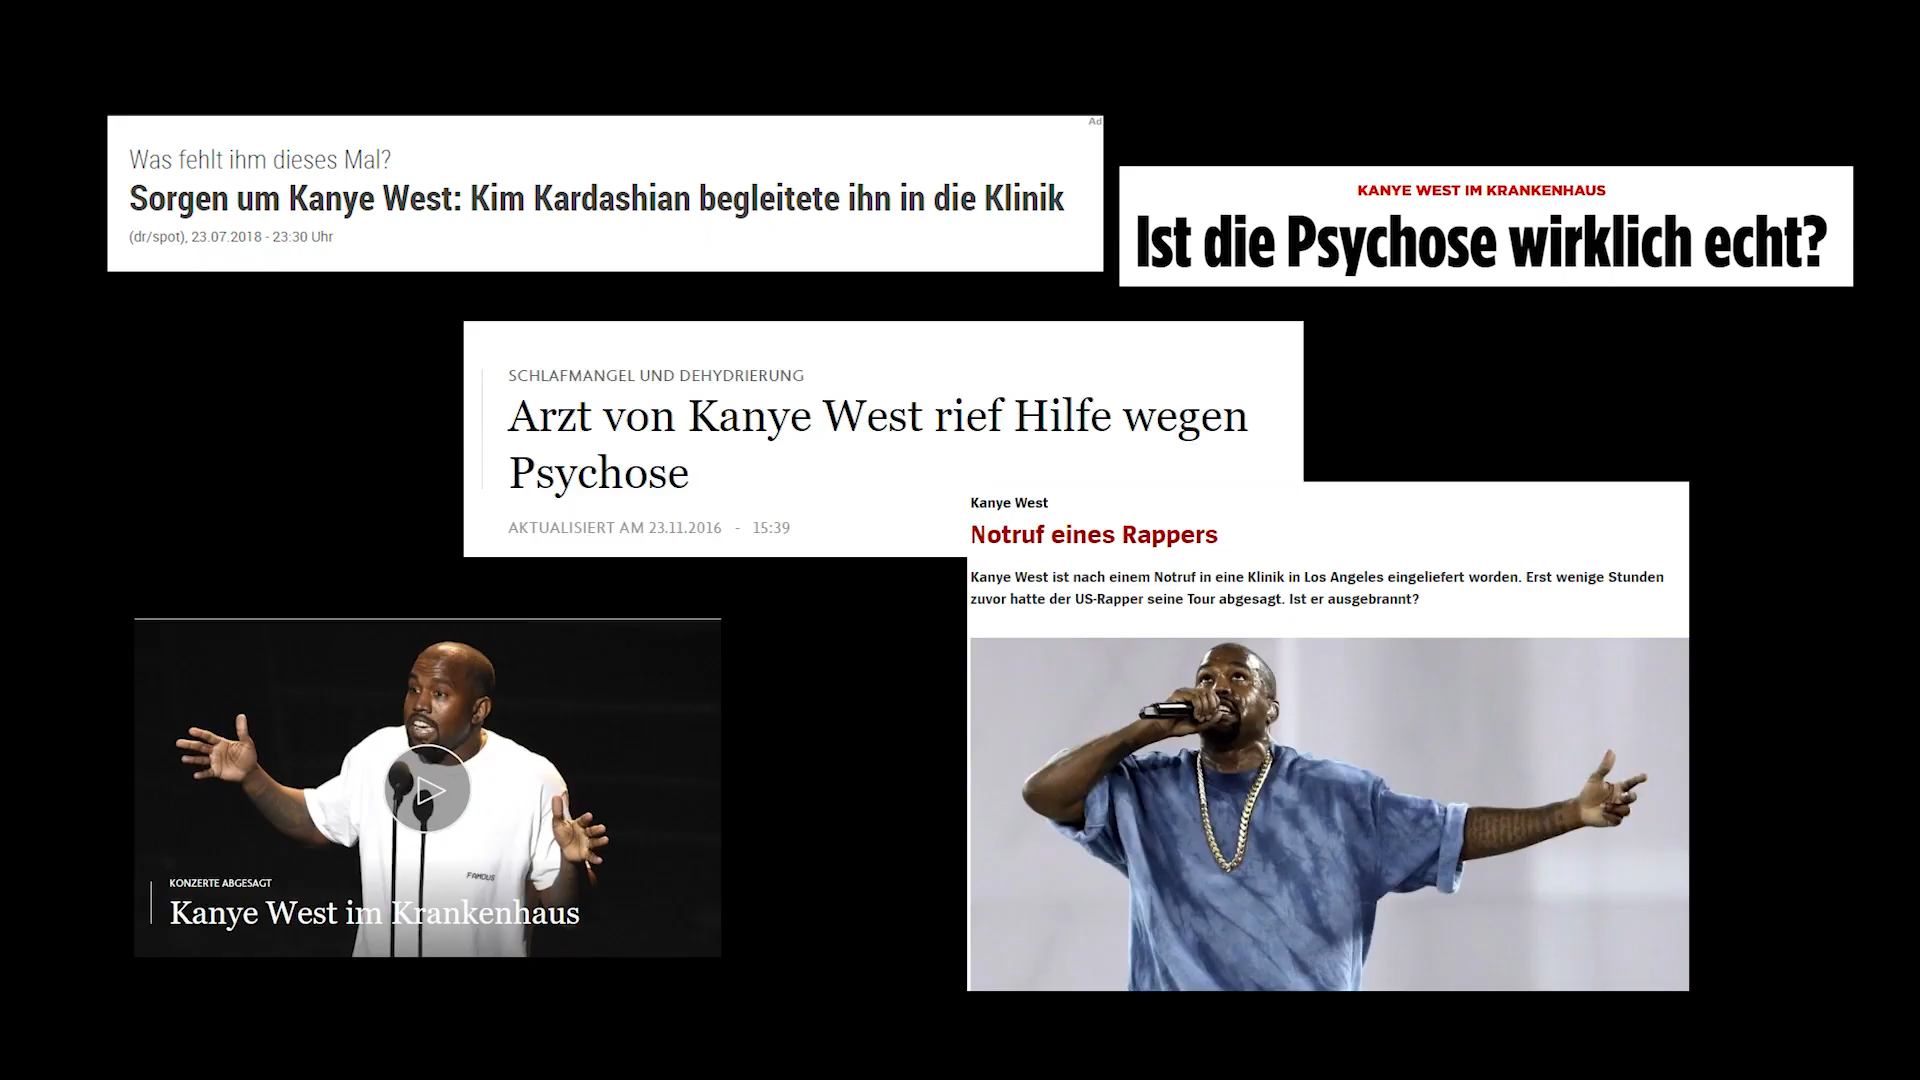 Ad
Was fehlt ihm dieses Mal?
Sorgen um Kanye West: Kim Kardashian begleitete ihn in die Klinik
(dr/spot), 23.07.2018 - 23:30 Uhr
KANYE WEST IM KRANKENHAUS
Ist die Psychose wirklich echt?
SCHLAFMANGEL UND DEHYDRIERUNG
Arzt von Kanye West rief Hilfe wegen
Psychose
AKTUALISIERT AM 23.11.2016 - 15:39
Kanye West
Notruf eines Rappers
Kanye West ist nach einem Notruf in eine Klinik in Los Angeles eingeliefert worden. Erst wenige Stunden
zuvor hatte der US-Rapper seine Tour abgesagt. Ist er ausgebrannt?
FAMOUS
KONZERTE ABGESAGT
Kanye West im Krankenhaus